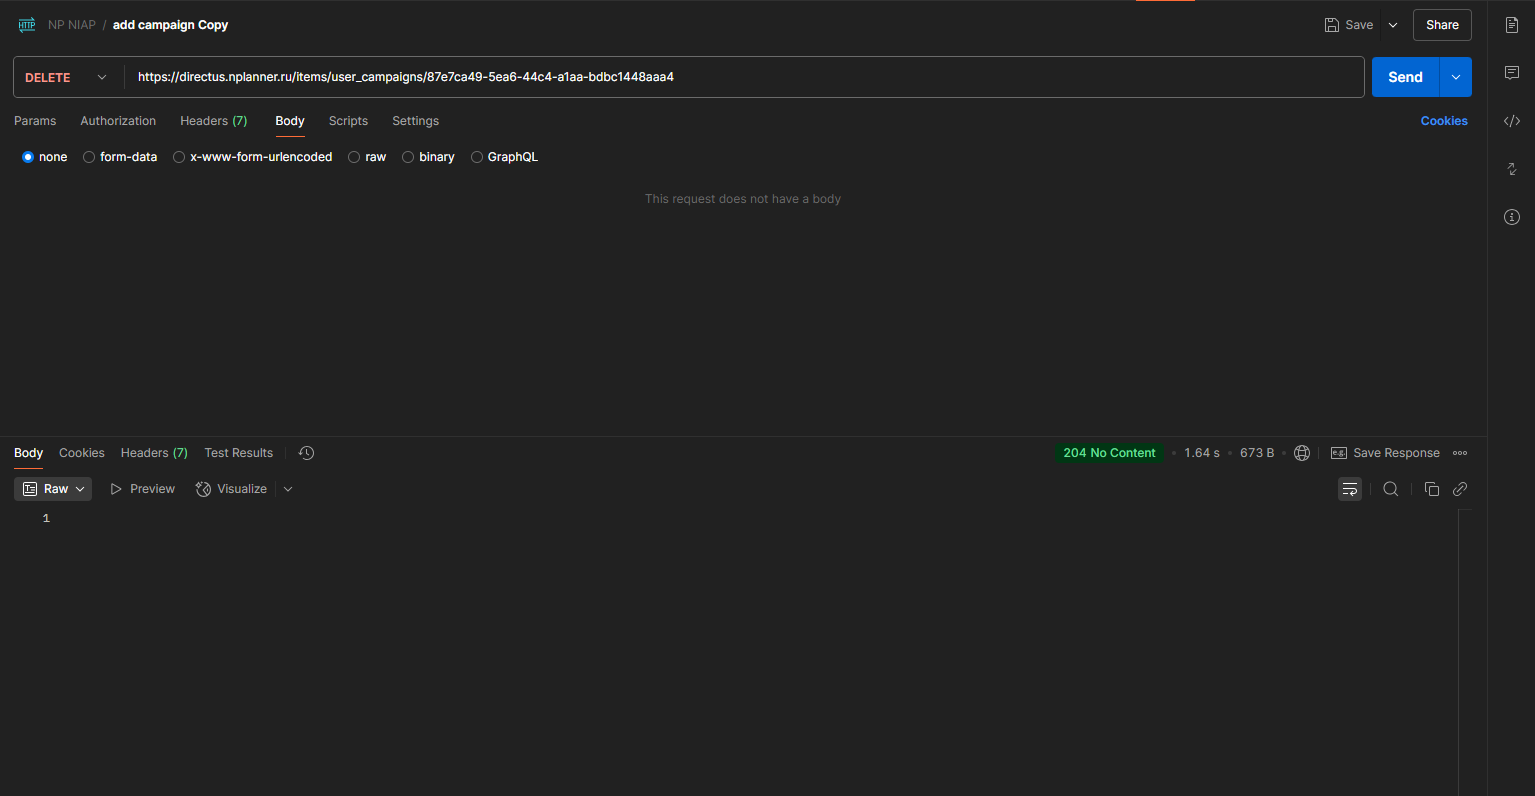 HTTP NP NIAP / add campaign Copy Save Share
DELETE https://directus.nplanner.ru/items/user_campaigns/87e7ca49-5ea6-44c4-a1aa-bdbc1448aaa4 Send
Params Authorization Headers (7) Body Scripts Settings Cookies
none form-data x-www-form-urlencoded raw binary GraphQL
This request does not have a body
Body Cookies Headers (7) Test Results 204 No Content • 1.64 s • 673 B • e.g. Save Response
Raw Preview Visualize
1